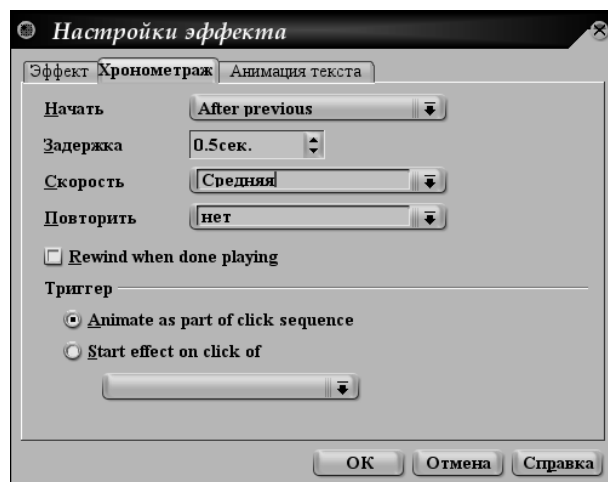 Настройки эффекта
Эффект Хронометраж Анимация текста
Начать After previous
Задержка 0.5сек.
Скорость Средняя
Повторить нет
Rewind when done playing
Триггер
Animate as part of click sequence
Start effect on click of
OK Отмена Справка